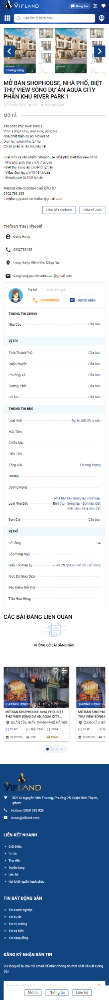 VIFLAND
Đăng bài
Bạn tìm gì hôm nay?
Thương lượng
MỞ BÁN SHOPHOUSE, NHÀ PHỐ, BIỆT
THỰ VIEW SÔNG DỰ ÁN AQUA CITY
PHÂN KHU RIVER PARK 1
29/09/2020 999 Nhà môi giới
MÔ TẢ
Tên phân khu: River Park 1
Vị trí: Long Hưng, Biên Hòa, Đồng Nai
Nhà phát triển dự án: Novaland.
Diện tích phân khu: 27 ha
Cơ sở pháp lý: Sở hữu lâu dài
Loại hình và sản phẩm: Shophouse, Nhà phố, Biệt thự view sông
- Nhà phố sinh thái chỉ 6-7 tỷ/căn
- Biệt thự song lập chỉ 9-12 tỷ/căn
- Villas đơn lập chỉ 13-18 tỷ/căn
- Shophouse từ 10,8 tỷ/căn
PHÒNG KINH DOANH CHỦ ĐẦU TƯ
0902.788.185
danghung.grandmanhattan@gmail.com
Chia sẽ Facebook Chia sẽ Zalo
THÔNG TIN LIÊN HỆ
Đăng Hưng
0902788185
Long Hưng, Biên Hòa, Đồng Nai
danghung.grandmanhattan@gmail.com
Thị Nở Nhà môi giới
0969999999 Gửi tin nhắn
THÔNG TIN CHÍNH
Nhu Cầu Cần bán
VỊ TRÍ
Tỉnh/Thành Phố Cần bán
Quận/Huyện Cần bán
Phường/Xã Cần bán
Đường, Phố Cần bán
Dự Án Cần bán
THÔNG TIN BĐS
Loại hình Dự án bất động sản
Mặt Tiền
Chiều Sâu
Diện Tích
Tổng Giá Thương lượng
Hướng
Đường Rộng
Loại Nhà Đất Nhà liền kề - Song lập - Đơn lập,
Biệt thự - Song lập - Đơn lập, Đất
- Đất nền - Nhà như đất
Đơn Giá Cần bán
VỊ TRÍ
Số Tầng 04
Số Phòng Ngủ
Giấy Tờ Pháp Lý Giấy CN QSDĐ - Sổ đỏ - Sổ hồng
Mức Độ Giao Dịch
Đặc Điểm Nổi Trội
Tiền Hoa Hồng
CÁC BÀI ĐĂNG LIÊN QUAN
KHÔNG CÓ BÀI ĐĂNG NÀO.
THƯƠNG LƯỢNG THƯƠNG LƯỢNG
MỞ BÁN SHOPHOUSE, NHÀ PHỐ, BIỆT MỞ BÁN SHOPHO
THỰ VIEW SÔNG DỰ ÁN AQUA CITY... THỰ VIEW SÔNG D
QUẬN CẦU GIẤY, THÀNH PHỐ HÀ NỘI QUẬN CẦU GIẤ
27 M² MẶT PHỐ... 10 M 27 M² M
22/09/20... 320 CHAT... 22/09/20... 3
VIFLAND
152/1A Nguyễn Văn Thương, Phường 25, Quận Bình Thạnh,
Tphcm
Hotline: 0869 092 929
tuvan@vifland.com
LIÊN KẾT NHANH
Giới thiệu
Dự án
Thư viện
Tuyển dụng
Liên hệ
Nơi khởi nguồn hạnh phúc
TIN BẤT ĐỘNG SẢN
Tin doanh nghiệp
Tin dự án
Tin thị trường
Tin sự kiện
Tin cộng đồng
ĐĂNG KÝ NHẬN BẢN TIN
Vui lòng để lại địa chỉ email để nhận thông tin mới nhất về Bất Động
Sản
Mô tả Thông tin Liên hệ